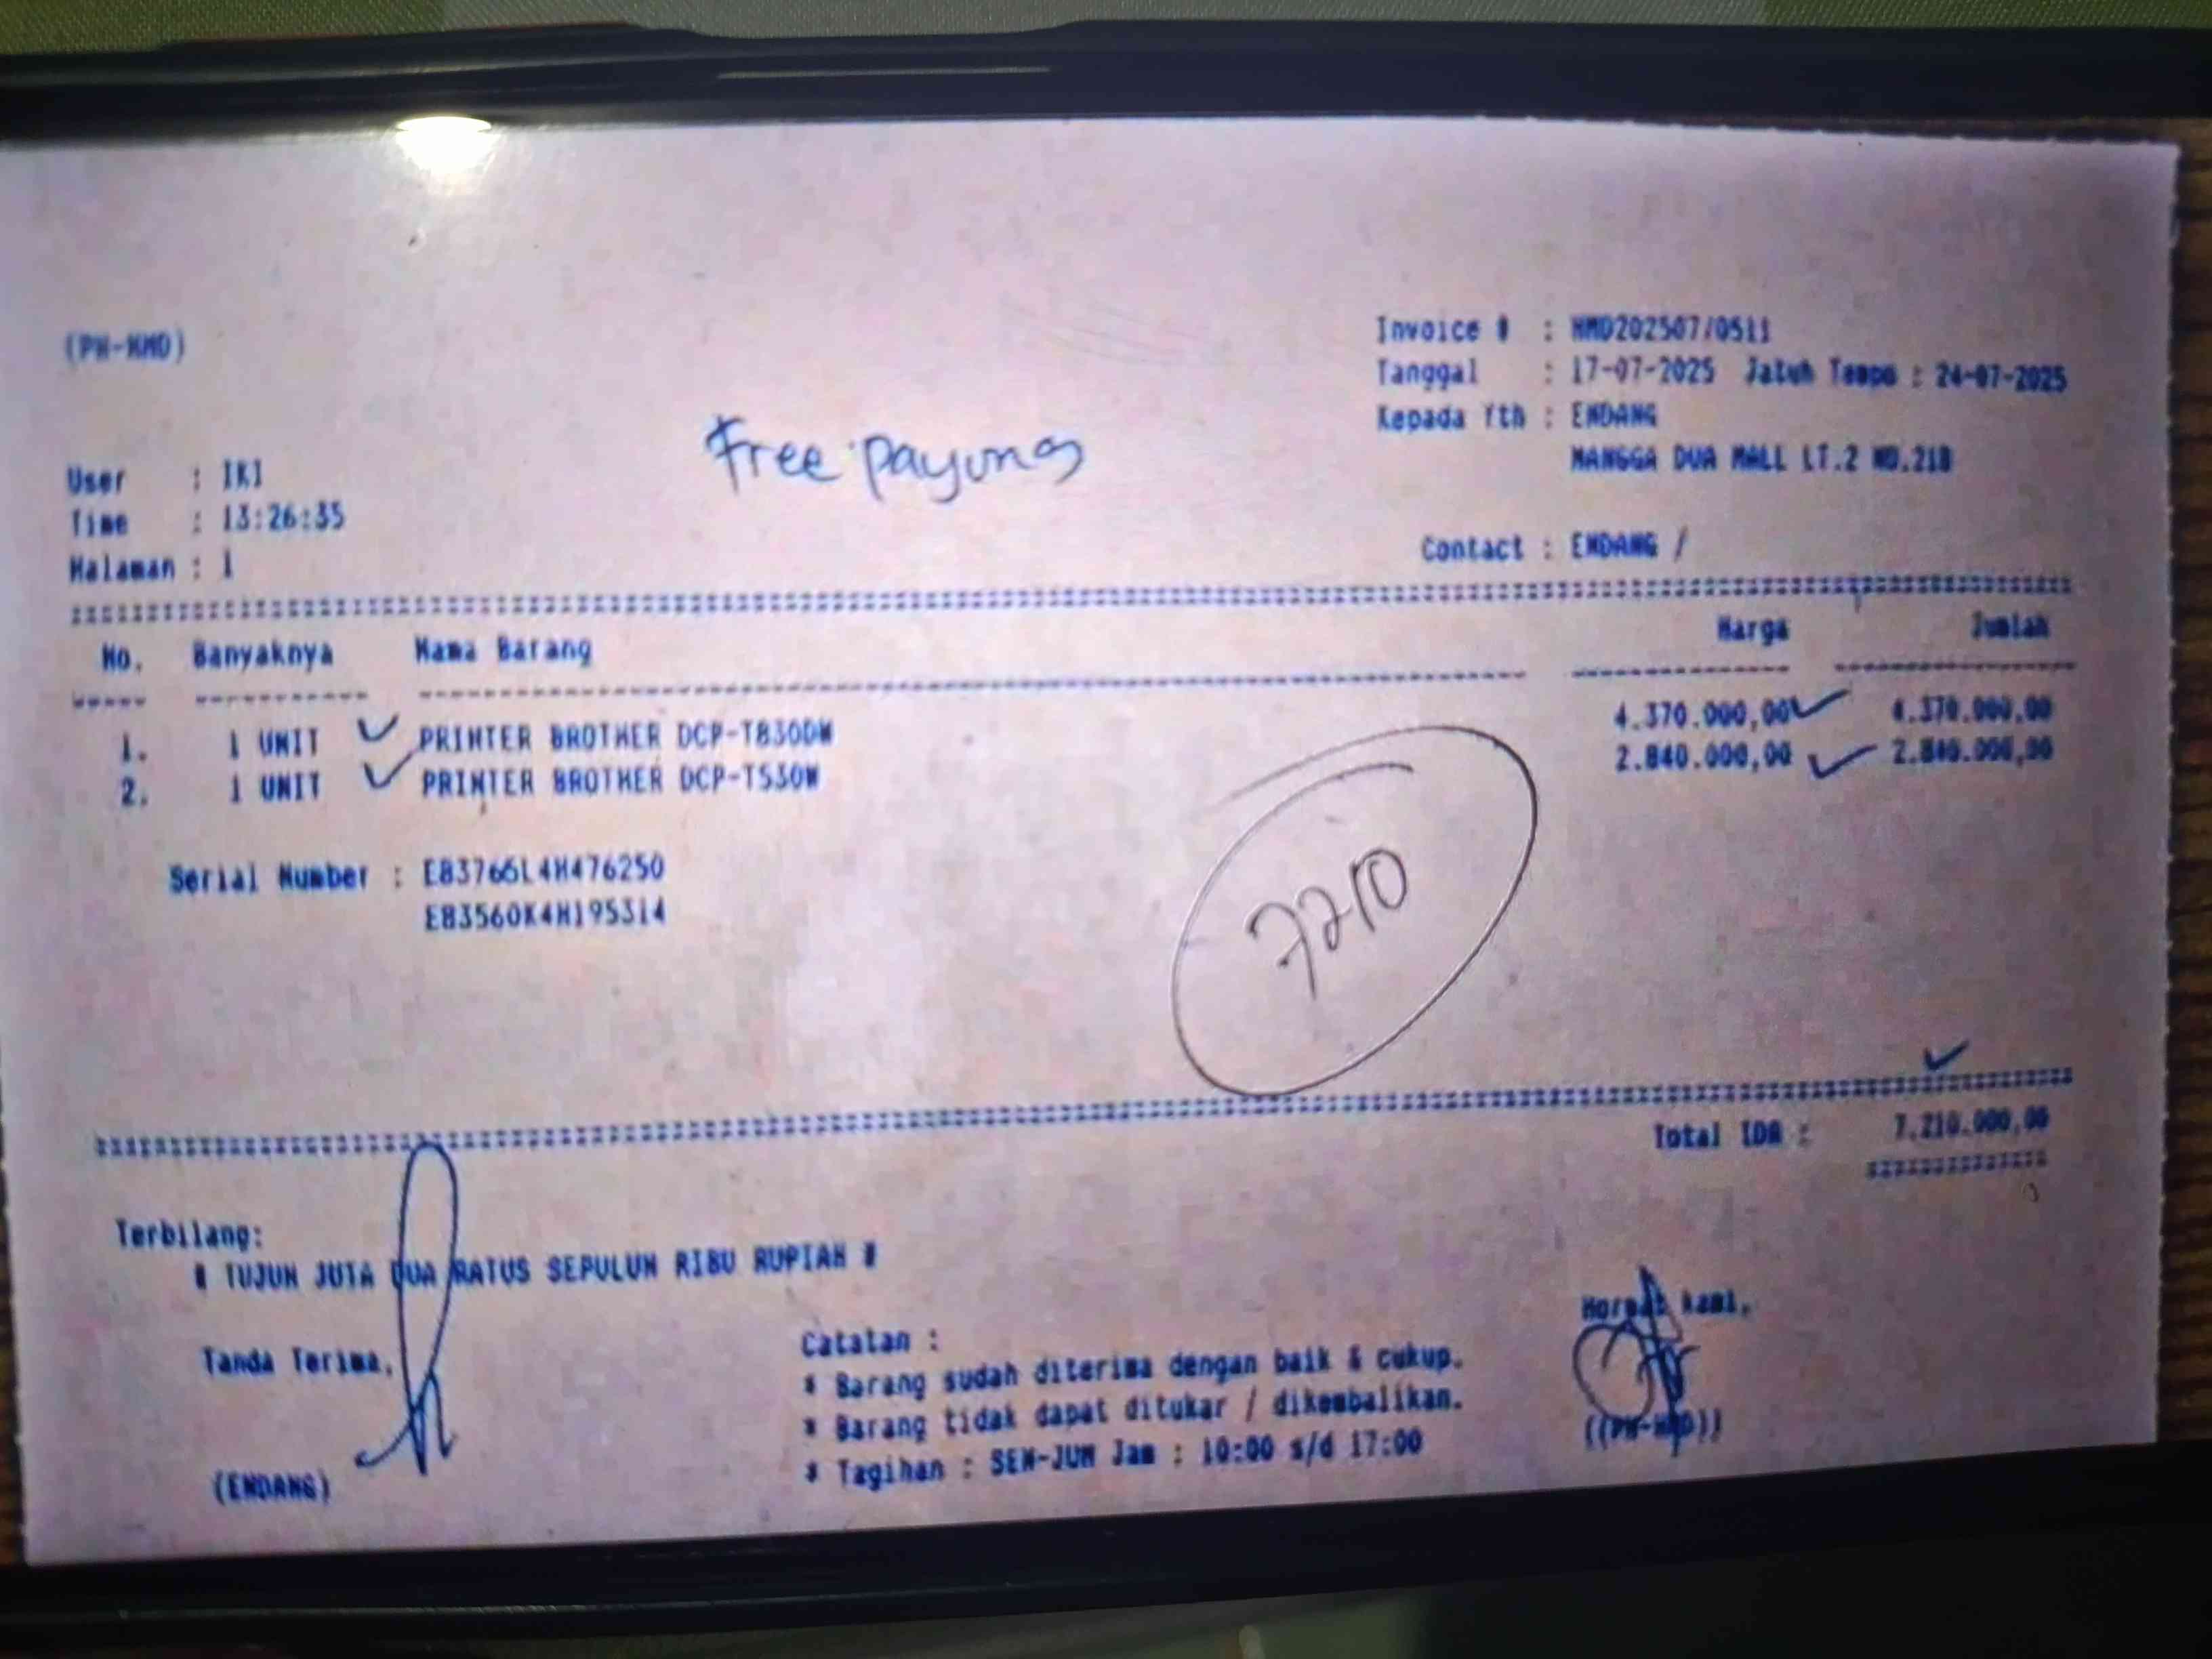 (PH-HMD)
Invoice # : HMD202507/0511
Tanggal : 17-07-2025 Jatuh Tempo : 24-07-2025
Kepada Yth : ENDANG
MANGGA DUA MALL LT.2 NO.21B
Free payung
User : IKI
Time : 13:26:35
Halaman : 1
Contact : ENDANG /
No. Banyaknya Nama Barang Harga Jumlah
1. 1 UNIT PRINTER BROTHER DCP-T830DW 4.370.000,00 4.370.000,00
2. 1 UNIT PRINTER BROTHER DCP-T530W 2.840.000,00 2.840.000,00
Serial Number : E83765L4H476250
E83560K4H195314
7210
Total IDR : 7.210.000,00
Terbilang:
# TUJUH JUTA DUA RATUS SEPULUH RIBU RUPIAH #
Tanda Terima,
(ENDANG)
Catatan :
* Barang sudah diterima dengan baik & cukup.
* Barang tidak dapat ditukar / dikembalikan.
* Tagihan : SEN-JUM Jam : 10:00 s/d 17:00
Hormat kami,
((PH-HMD))